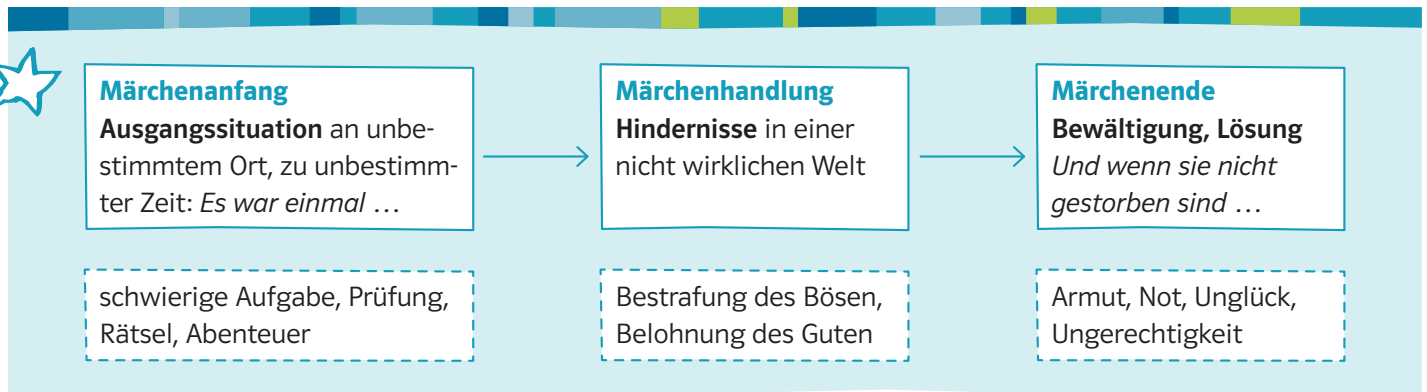 Märchenanfang
Ausgangssituation an unbe-
stimmtem Ort, zu unbestimm-
ter Zeit: Es war einmal …
Märchenhandlung
Hindernisse in einer
nicht wirklichen Welt
Märchenende
Bewältigung, Lösung
Und wenn sie nicht
gestorben sind …
schwierige Aufgabe, Prüfung,
Rätsel, Abenteuer
Bestrafung des Bösen,
Belohnung des Guten
Armut, Not, Unglück,
Ungerechtigkeit